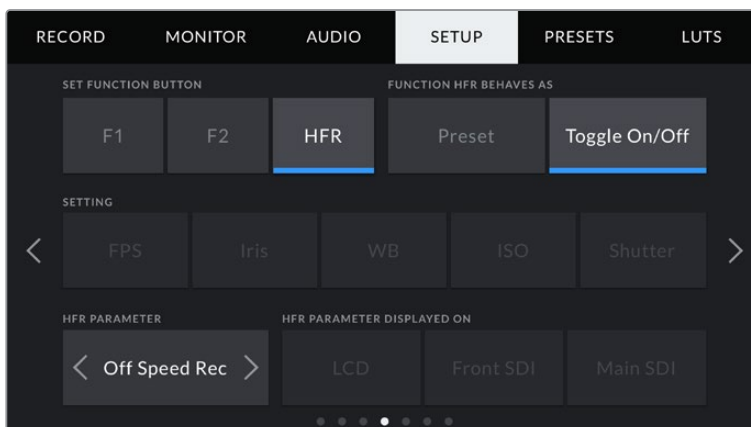 RECORD MONITOR AUDIO SETUP PRESETS LUTS
SET FUNCTION BUTTON FUNCTION HFR BEHAVES AS
F1 F2 HFR Preset Toggle On/Off
SETTING
FPS Iris WB ISO Shutter
HFR PARAMETER HFR PARAMETER DISPLAYED ON
Off Speed Rec LCD Front SDI Main SDI